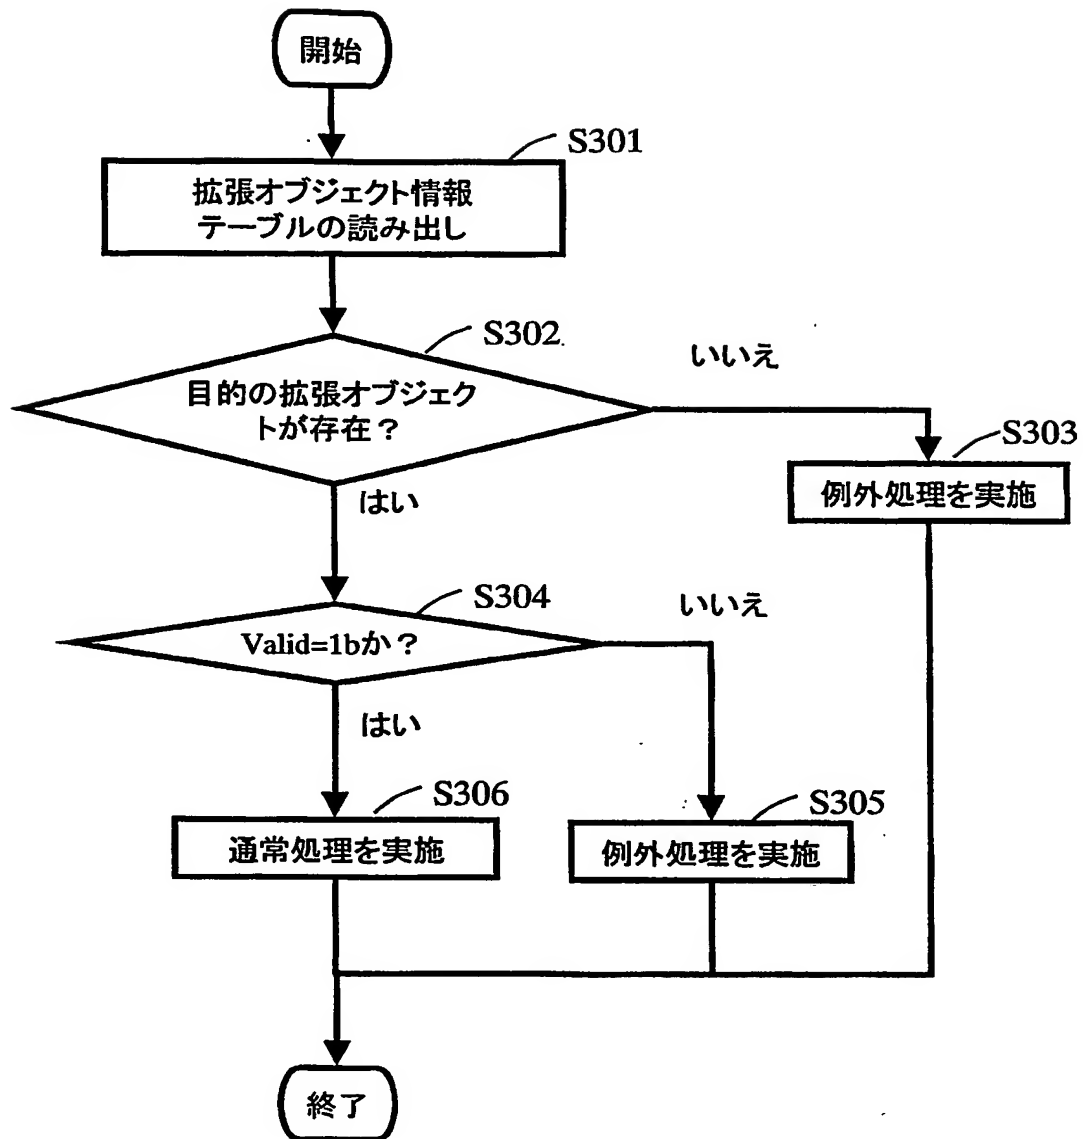 開始
S301
拡張オブジェクト情報
テーブルの読み出し
S302
いいえ
目的の拡張オブジェク
トが存在?
S303
例外処理を実施
はい
S304
いいえ
Valid=1bか?
はい
S306
通常処理を実施
S305
例外処理を実施
終了